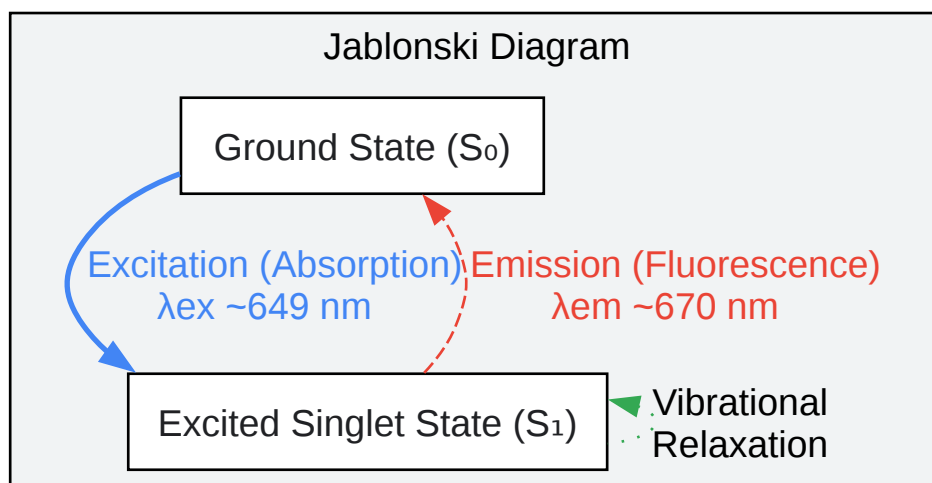 Jablonski Diagram
Ground State (S₀)
Excitation (Absorption)
λex ~649 nm
Emission (Fluorescence)
λem ~670 nm
Excited Singlet State (S₁)
Vibrational
Relaxation